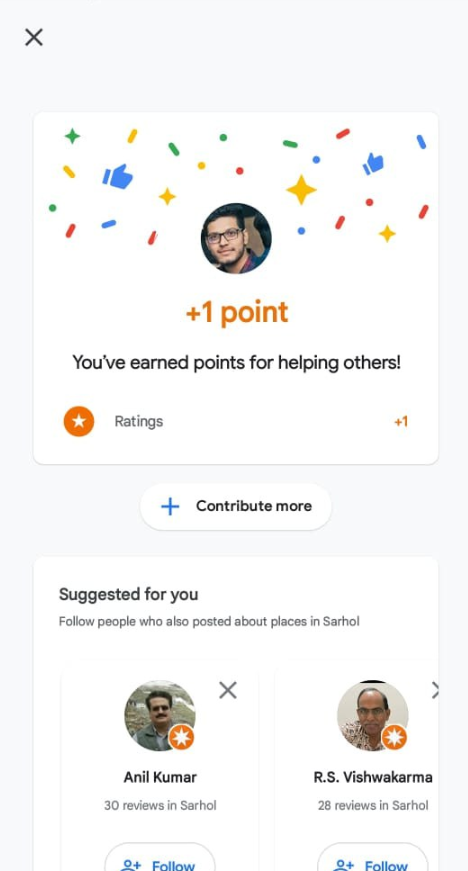 +1 point
You've earned points for helping others!
Ratings +1
Contribute more
Suggested for you
Follow people who also posted about places in Sarhol
Anil Kumar
30 reviews in Sarhol
Follow
R.S. Vishwakarma
28 reviews in Sarhol
Follow